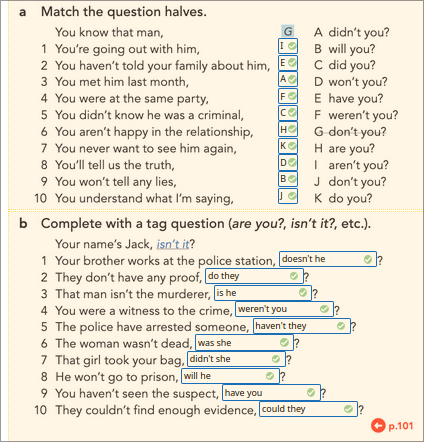 a Match the question halves.
You know that man, G A didn't you?
1 You're going out with him, I B will you?
2 You haven't told your family about him, E C did you?
3 You met him last month, A D won't you?
4 You were at the same party, F E have you?
5 You didn't know he was a criminal, C F weren't you?
6 You aren't happy in the relationship, H G don't you?
7 You never want to see him again, K H are you?
8 You'll tell us the truth, D I aren't you?
9 You won't tell any lies, B J don't you?
10 You understand what I'm saying, J K do you?
b Complete with a tag question (are you?, isn't it?, etc.).
Your name's Jack, isn't it?
1 Your brother works at the police station, doesn't he ?
2 They don't have any proof, do they ?
3 That man isn't the murderer, is he ?
4 You were a witness to the crime, weren't you ?
5 The police have arrested someone, haven't they ?
6 The woman wasn't dead, was she ?
7 That girl took your bag, didn't she ?
8 He won't go to prison, will he ?
9 You haven't seen the suspect, have you ?
10 They couldn't find enough evidence, could they ?
p.101